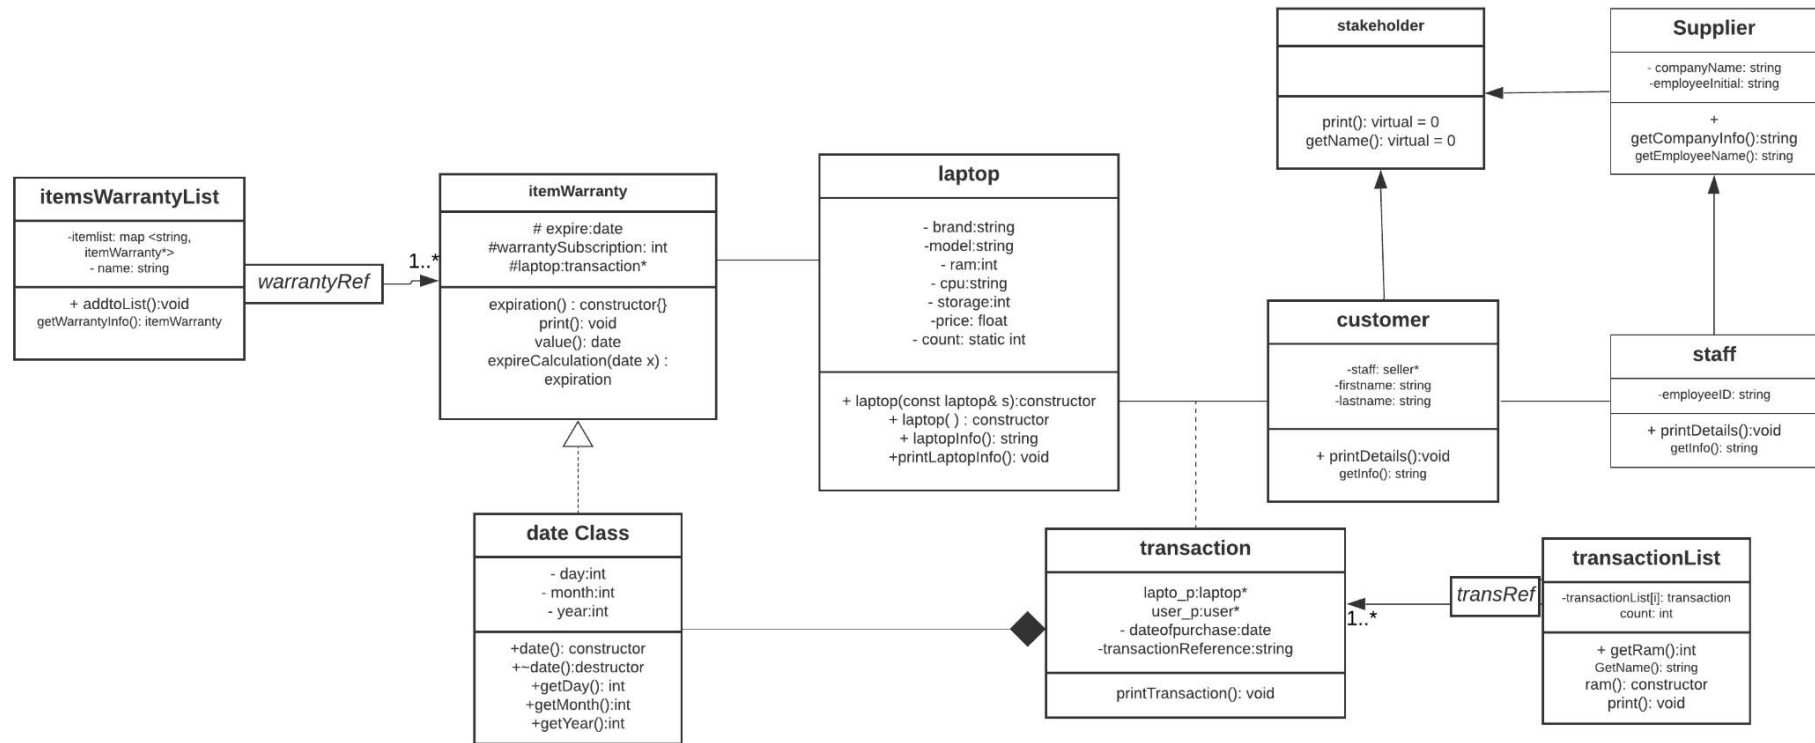 itemsWarrantyList
-itemlist: map <string,
itemWarranty*>
- name: string
+ addtoList():void
getWarrantyInfo(): itemWarranty
warrantyRef
1..*
itemWarranty
# expire:date
#warrantySubscription: int
#laptop:transaction*
expiration() : constructor{}
print(): void
value(): date
expireCalculation(date x) :
expiration
laptop
- brand:string
-model:string
- ram:int
- cpu:string
- storage:int
-price: float
- count: static int
+ laptop(const laptop& s):constructor
+ laptop( ) : constructor
+ laptopInfo(): string
+printLaptopInfo(): void
stakeholder
print(): virtual = 0
getName(): virtual = 0
Supplier
- companyName: string
-employeeInitial: string
+
getCompanyInfo():string
getEmployeeName(): string
customer
-staff: seller*
-firstname: string
-lastname: string
+ printDetails():void
getInfo(): string
staff
-employeeID: string
+ printDetails():void
getInfo(): string
date Class
- day:int
- month:int
- year:int
+date(): constructor
+~date():destructor
+getDay(): int
+getMonth():int
+getYear():int
transaction
lapto_p:laptop*
user_p:user*
- dateofpurchase:date
-transactionReference:string
printTransaction(): void
1..*
transRef
transactionList
-transactionList[i]: transaction
count: int
+ getRam():int
GetName(): string
ram(): constructor
print(): void